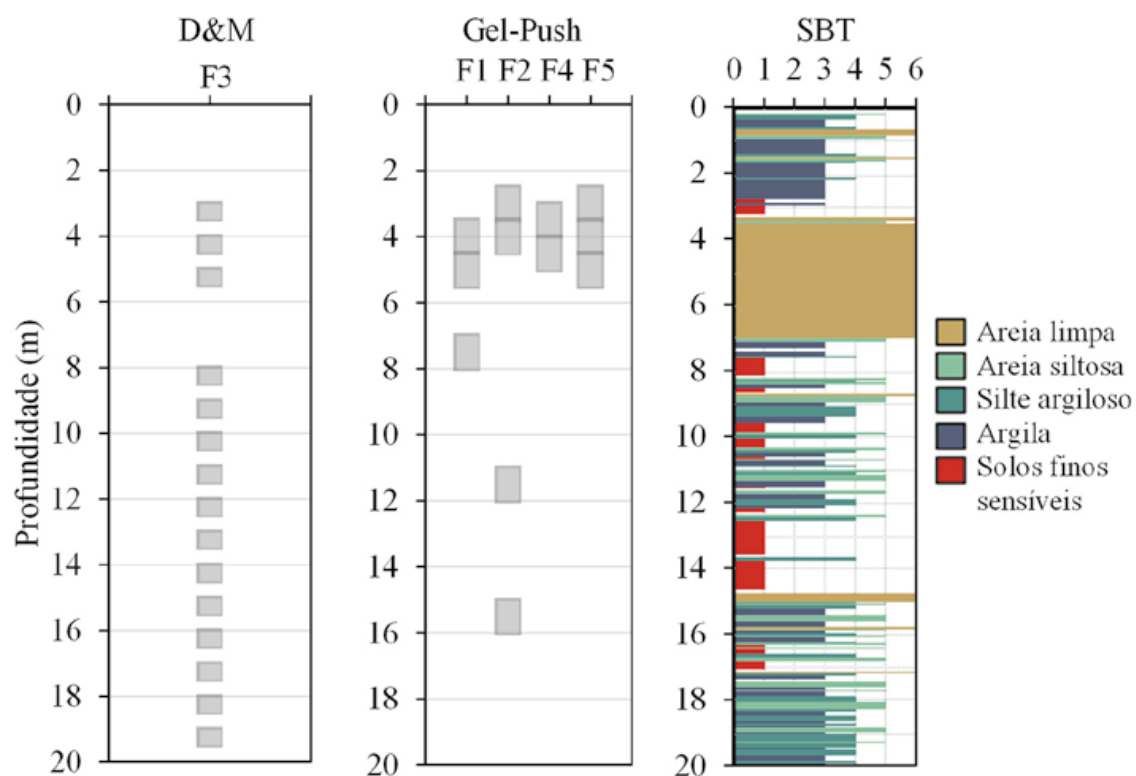 D&M
F3
Profundidade (m)
0
2
4
6
8
10
12
14
16
18
20
Gel-Push
F1 F2 F4 F5
0
2
4
6
8
10
12
14
16
18
20
SBT
0 1 2 3 4 5 6
0
2
4
6
8
10
12
14
16
18
20
Areia limpa
Areia siltosa
Silte argiloso
Argila
Solos finos
sensíveis